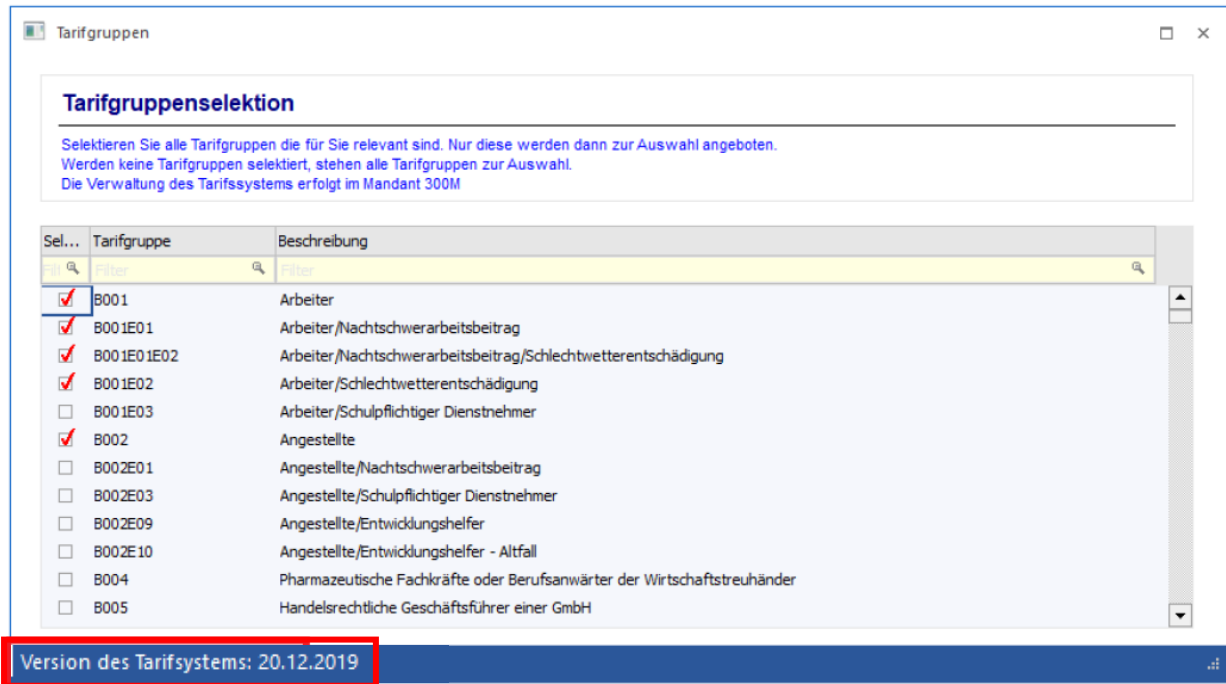 Tarifgruppen
Tarifgruppenselektion
Selektieren Sie alle Tarifgruppen die für Sie relevant sind. Nur diese werden dann zur Auswahl angeboten.
Werden keine Tarifgruppen selektiert, stehen alle Tarifgruppen zur Auswahl.
Die Verwaltung des Tarifssystems erfolgt im Mandant 300M
Sel... Tarifgruppe Beschreibung
Fill Filter Filter
B001 Arbeiter
B001E01 Arbeiter/Nachtschwerarbeitsbeitrag
B001E01E02 Arbeiter/Nachtschwerarbeitsbeitrag/Schlechtwetterentschädigung
B001E02 Arbeiter/Schlechtwetterentschädigung
B001E03 Arbeiter/Schulpflichtiger Dienstnehmer
B002 Angestellte
B002E01 Angestellte/Nachtschwerarbeitsbeitrag
B002E03 Angestellte/Schulpflichtiger Dienstnehmer
B002E09 Angestellte/Entwicklungshelfer
B002E10 Angestellte/Entwicklungshelfer - Altfall
B004 Pharmazeutische Fachkräfte oder Berufsanwärter der Wirtschaftstreuhänder
B005 Handelsrechtliche Geschäftsführer einer GmbH
Version des Tarifsystems: 20.12.2019